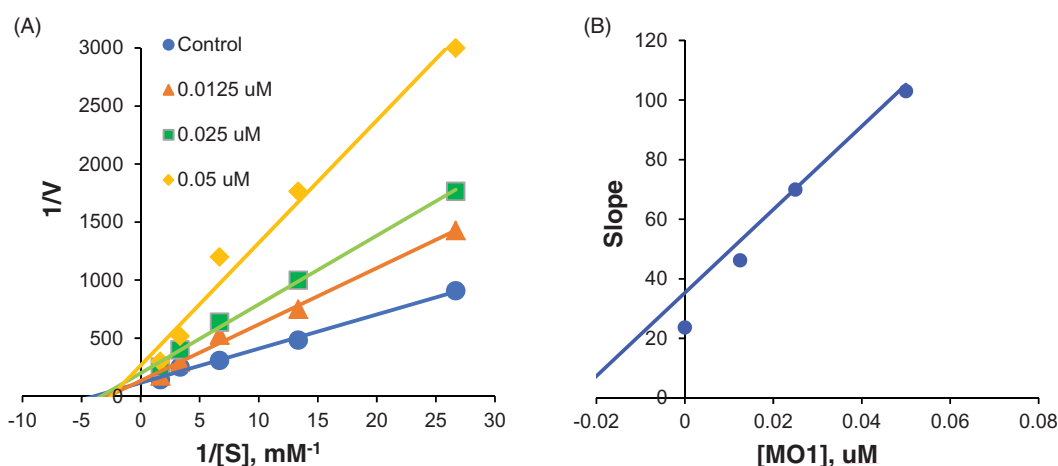 (A)
3000
2500
2000
1500
1000
500
0
1/V
Control
0.0125 uM
0.025 uM
0.05 uM
-10 -5 0 5 10 15 20 25 30
1/[S], mM⁻¹
(B)
120
100
80
60
40
20
0
Slope
-0.02 0 0.02 0.04 0.06 0.08
[MO1], uM